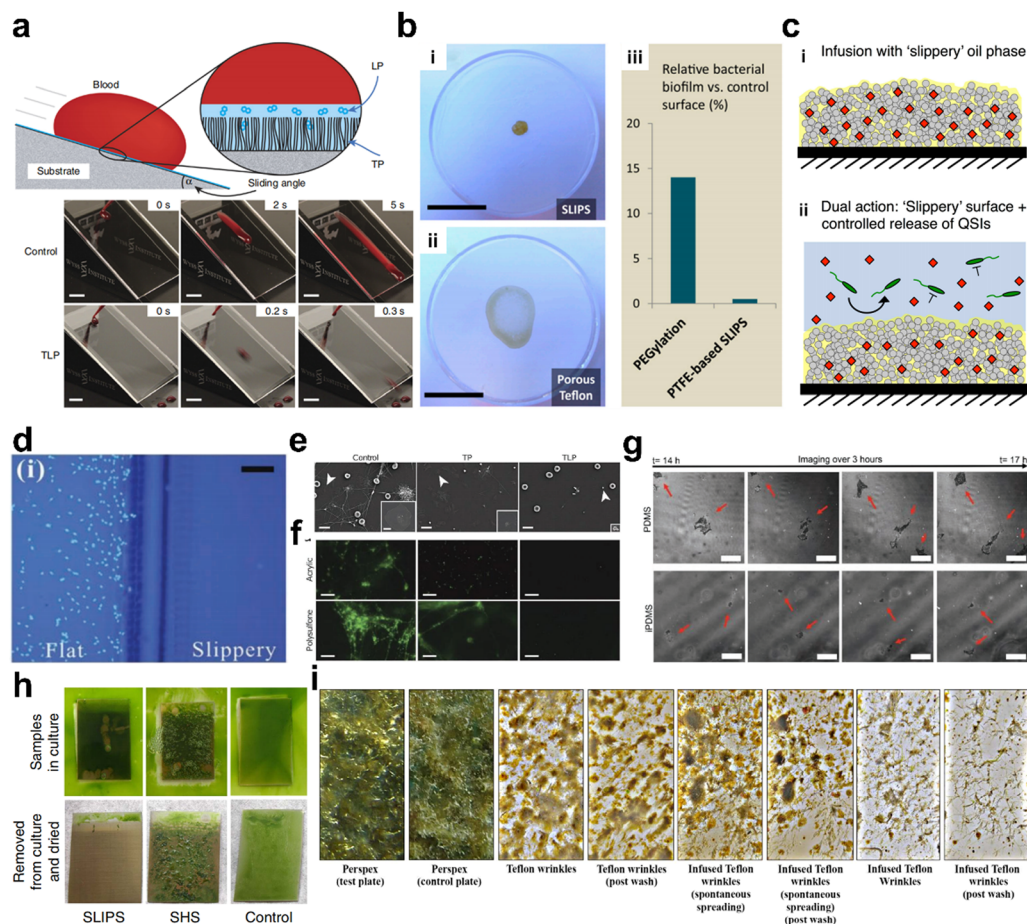 a
Blood
LP
TP
Substrate
α
Sliding angle
0 s
2 s
5 s
Control
0 s
0.2 s
0.3 s
TLP
b
i
SLIPS
ii
Porous
Teflon
iii
Relative bacterial
biofilm vs. control
surface (%)
20
15
10
5
0
PEGylation
PTFE-based SLIPS
c
i
Infusion with 'slippery' oil phase
ii
Dual action: 'Slippery' surface +
controlled release of QSIs
d
(i)
Flat
Slippery
e
Control
TP
TLP
f
Acrylic
Polysulfone
g
t= 14 h
Imaging over 3 hours
t= 17 h
PDMS
iPDMS
h
Samples
in culture
Removed
from culture
and dried
SLIPS
SHS
Control
i
Perspex
(test plate)
Perspex
(control plate)
Teflon wrinkles
Teflon wrinkles
(post wash)
Infused Teflon
wrinkles
(spontaneous
spreading)
Infused Teflon
wrinkles
(spontaneous
spreading)
(post wash)
Infused Teflon
Wrinkles
Infused Teflon
wrinkles
(post wash)